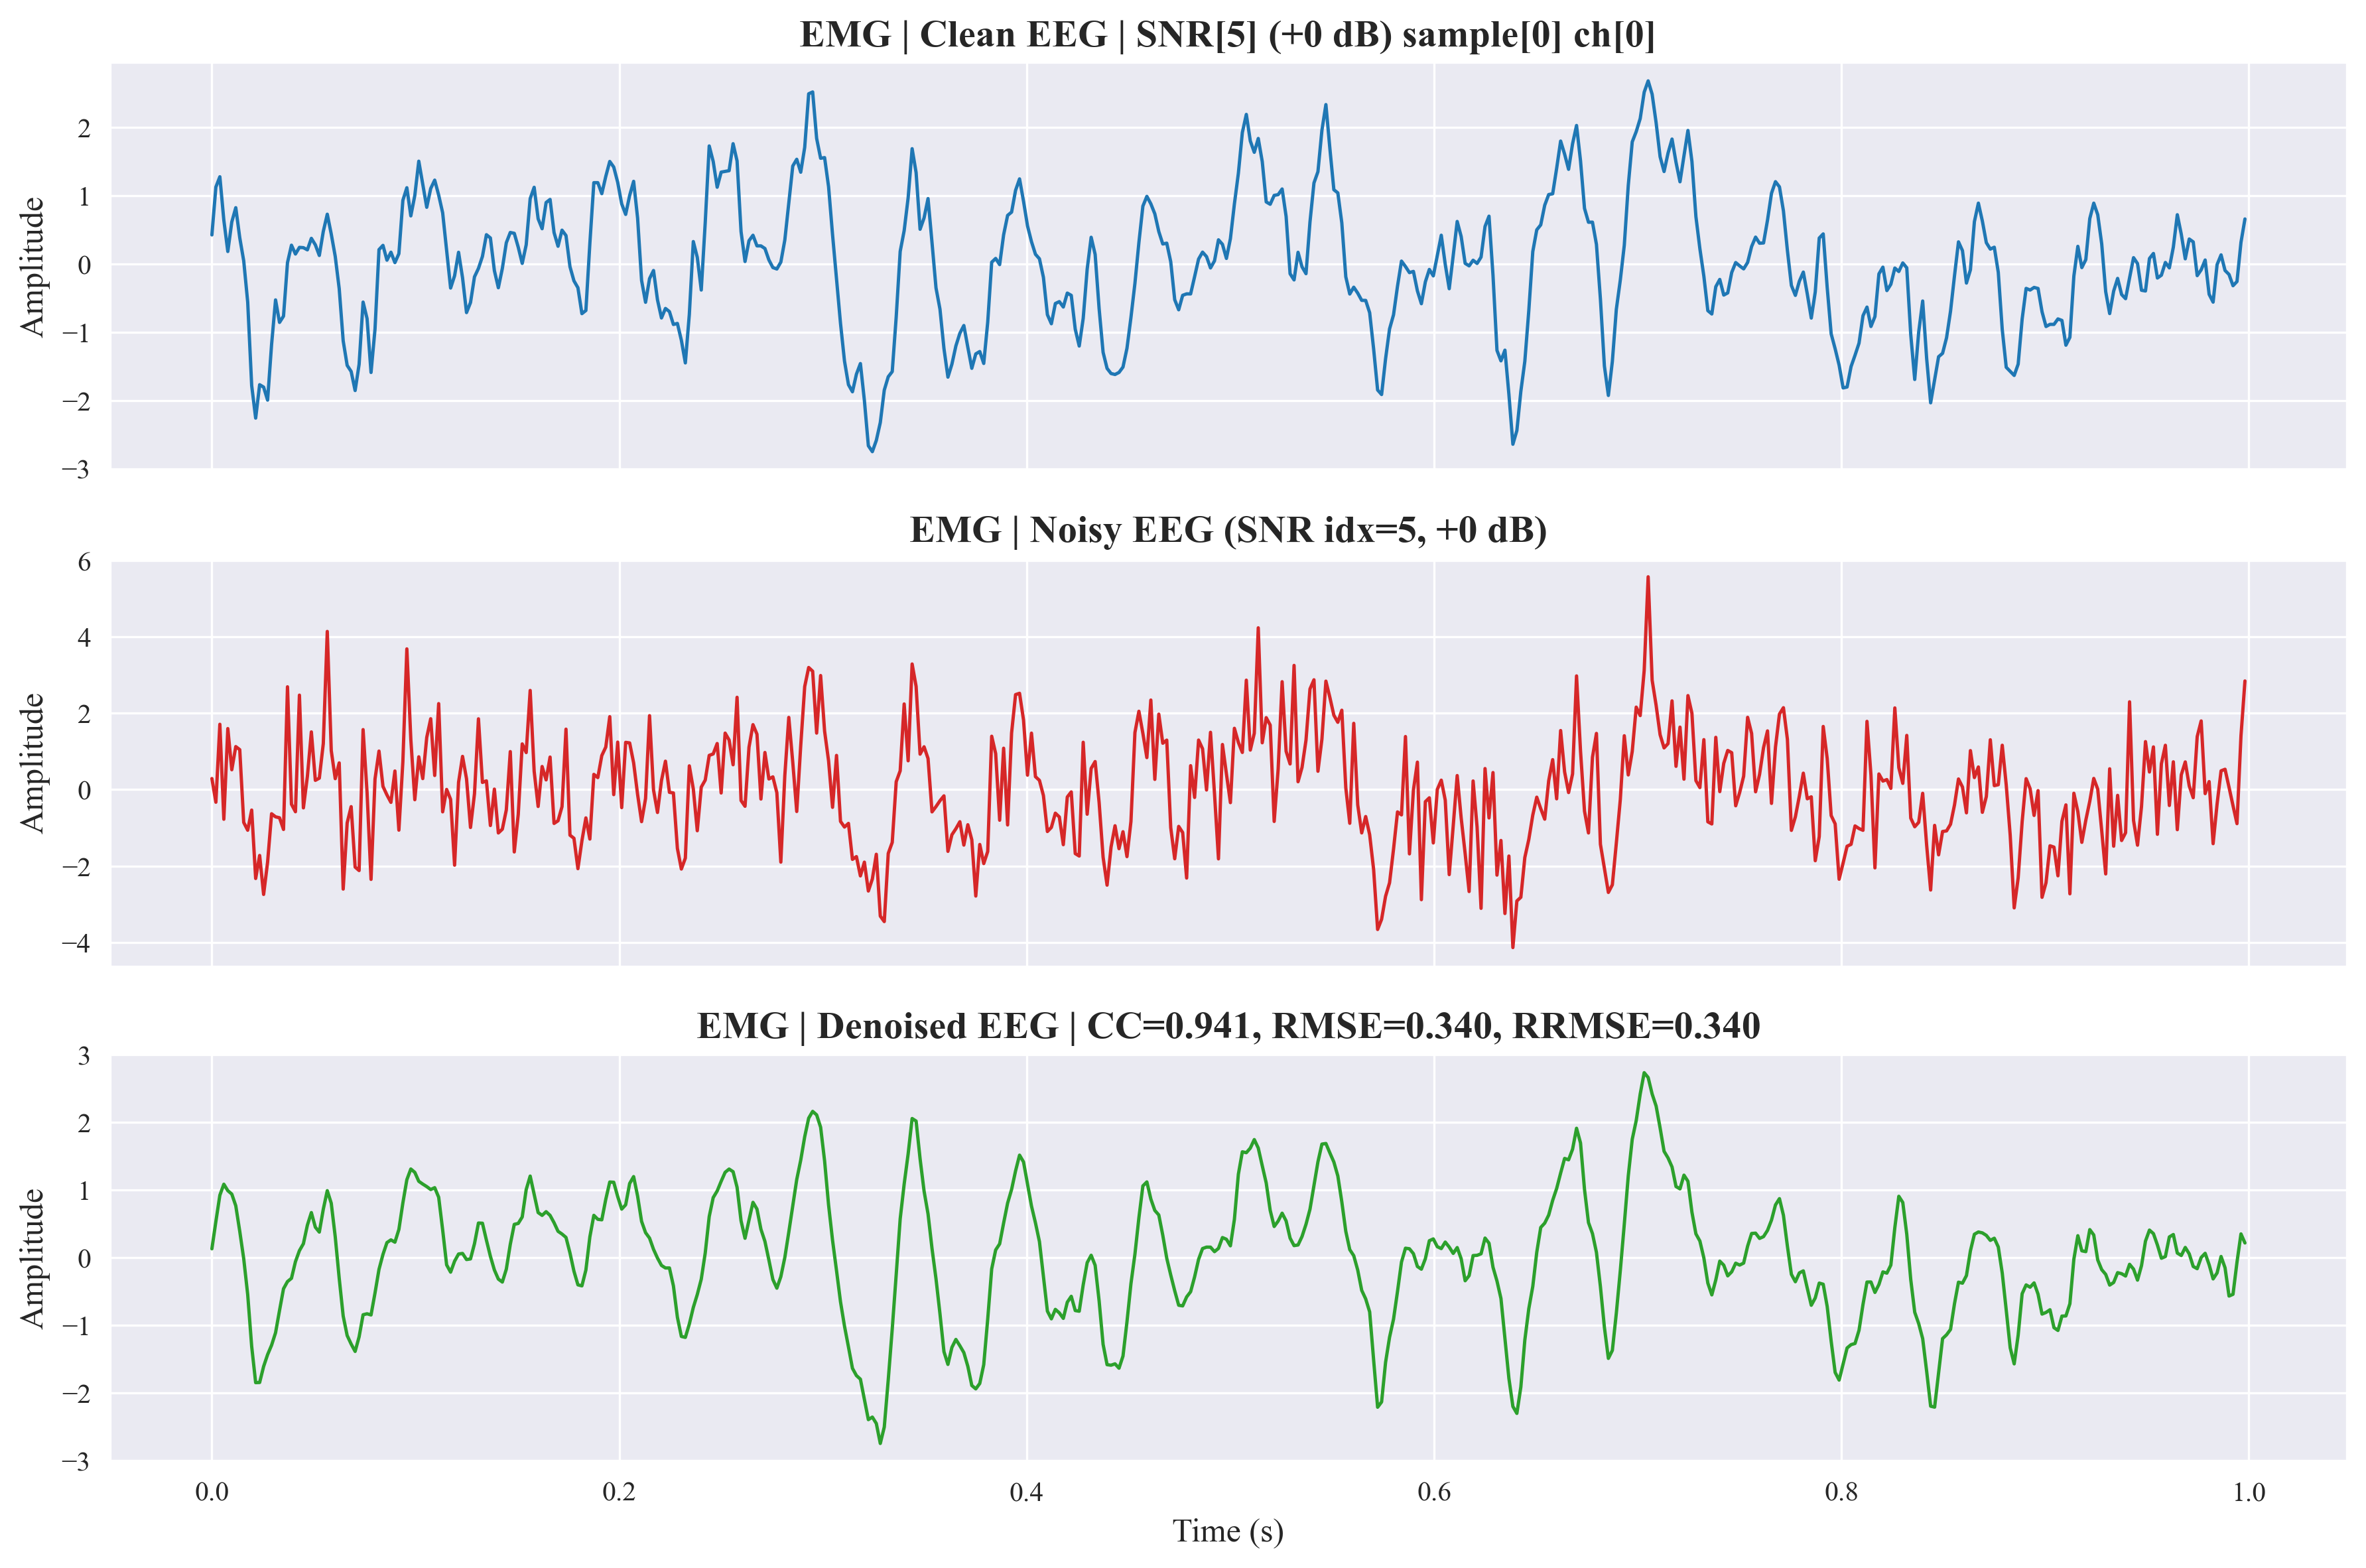 EMG | Clean EEG | SNR[5] (+0 dB) sample[0] ch[0]
Amplitude
2
1
0
−1
−2
−3
EMG | Noisy EEG (SNR idx=5, +0 dB)
Amplitude
6
4
2
0
−2
−4
EMG | Denoised EEG | CC=0.941, RMSE=0.340, RRMSE=0.340
Amplitude
3
2
1
0
−1
−2
−3
0.0 0.2 0.4 0.6 0.8 1.0
Time (s)